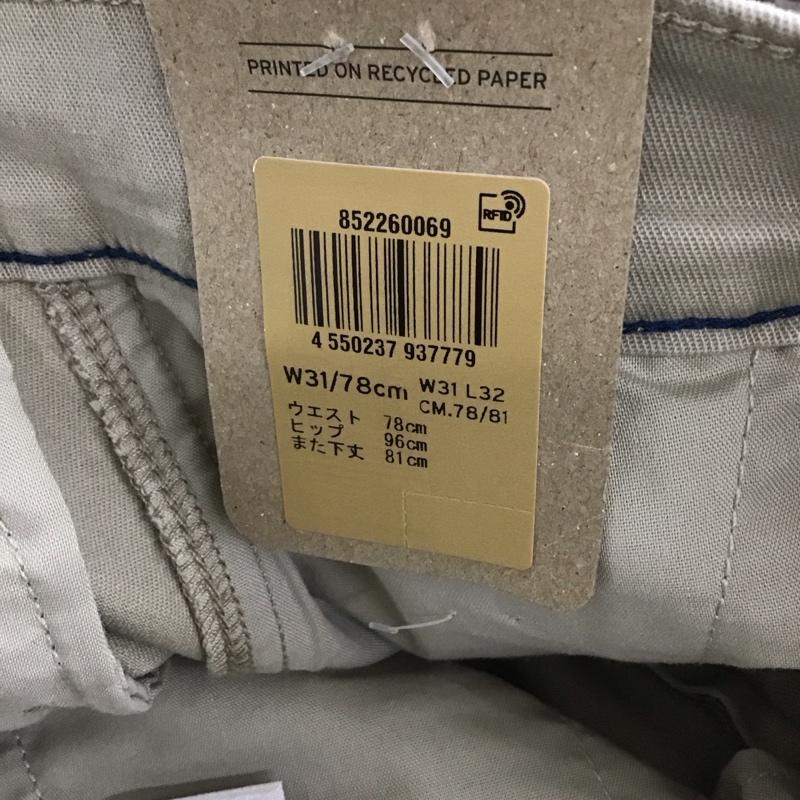 PRINTED ON RECYCLED PAPER
RFID
852260069
4 550237 937779
W31/78cm W31 L32
CM.78/81
ウエスト 78cm
ヒップ 96cm
また下丈 81cm